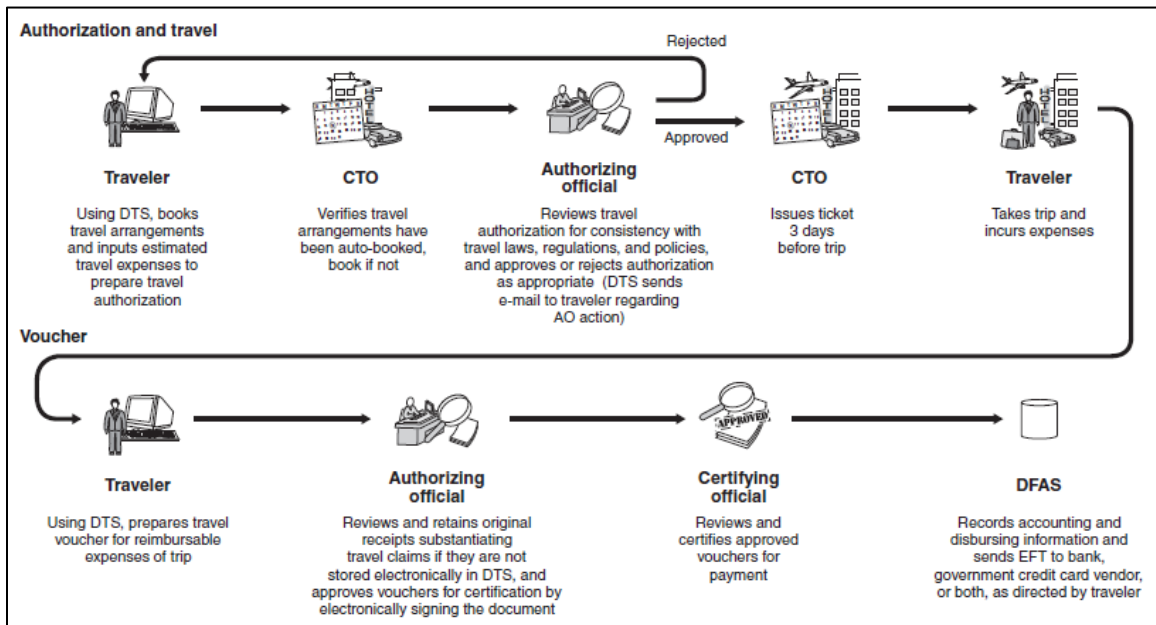 Authorization and travel
Rejected
Approved
Traveler
Using DTS, books
travel arrangements
and inputs estimated
travel expenses to
prepare travel
authorization
CTO
Verifies travel
arrangements have
been auto-booked,
book if not
Authorizing
official
Reviews travel
authorization for consistency with
travel laws, regulations, and policies,
and approves or rejects authorization
as appropriate (DTS sends
e-mail to traveler regarding
AO action)
CTO
Issues ticket
3 days
before trip
Traveler
Takes trip and
incurs expenses
Voucher
Traveler
Using DTS, prepares travel
voucher for reimbursable
expenses of trip
Authorizing
official
Reviews and retains original
receipts substantiating
travel claims if they are not
stored electronically in DTS, and
approves vouchers for certification by
electronically signing the document
APPROVED
Certifying
official
Reviews and
certifies approved
vouchers for
payment
DFAS
Records accounting and
disbursing information and
sends EFT to bank,
government credit card vendor,
or both, as directed by traveler